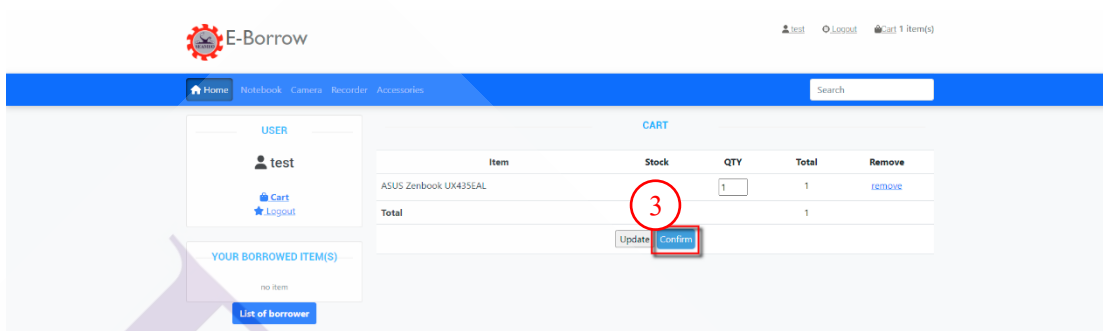 E-Borrow
test Logout Cart 1 item(s)
Home Notebook Camera Recorder Accessories Search
USER
test
Cart
Logout
YOUR BORROWED ITEM(S)
no item
List of borrower
CART
Item Stock QTY Total Remove
ASUS Zenbook UX435EAL 1 1 remove
Total 1
3
Update Confirm